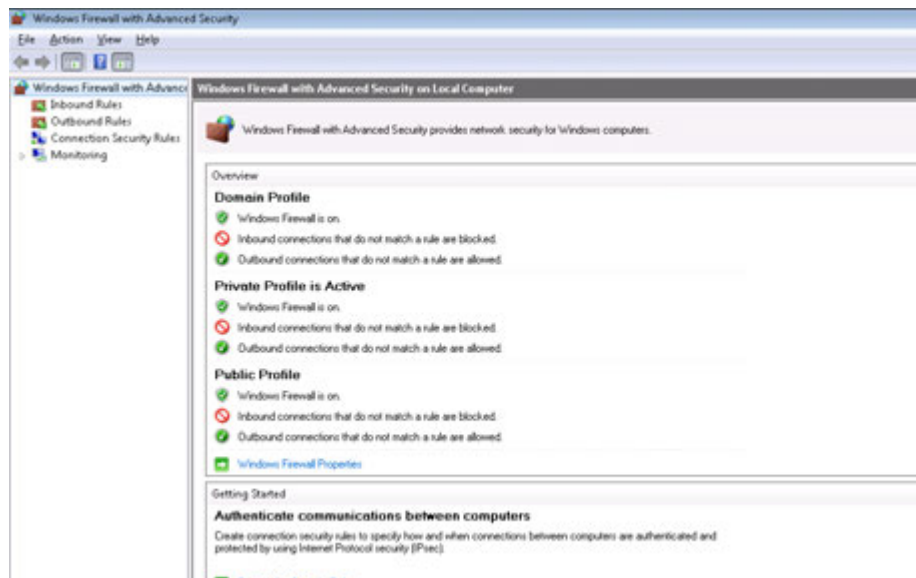 Windows Firewall with Advanced Security
File Action View Help
Windows Firewall with Advance
Inbound Rules
Outbound Rules
Connection Security Rules
Monitoring
Windows Firewall with Advanced Security on Local Computer
Windows Firewall with Advanced Security provides network security for Windows computers.
Overview
Domain Profile
Windows Firewall is on.
Inbound connections that do not match a rule are blocked.
Outbound connections that do not match a rule are allowed.
Private Profile is Active
Windows Firewall is on.
Inbound connections that do not match a rule are blocked.
Outbound connections that do not match a rule are allowed.
Public Profile
Windows Firewall is on.
Inbound connections that do not match a rule are blocked.
Outbound connections that do not match a rule are allowed.
Windows Firewall Properties
Getting Started
Authenticate communications between computers
Create connection security rules to specify how and when connections between computers are authenticated and
protected by using Internet Protocol security (IPsec).